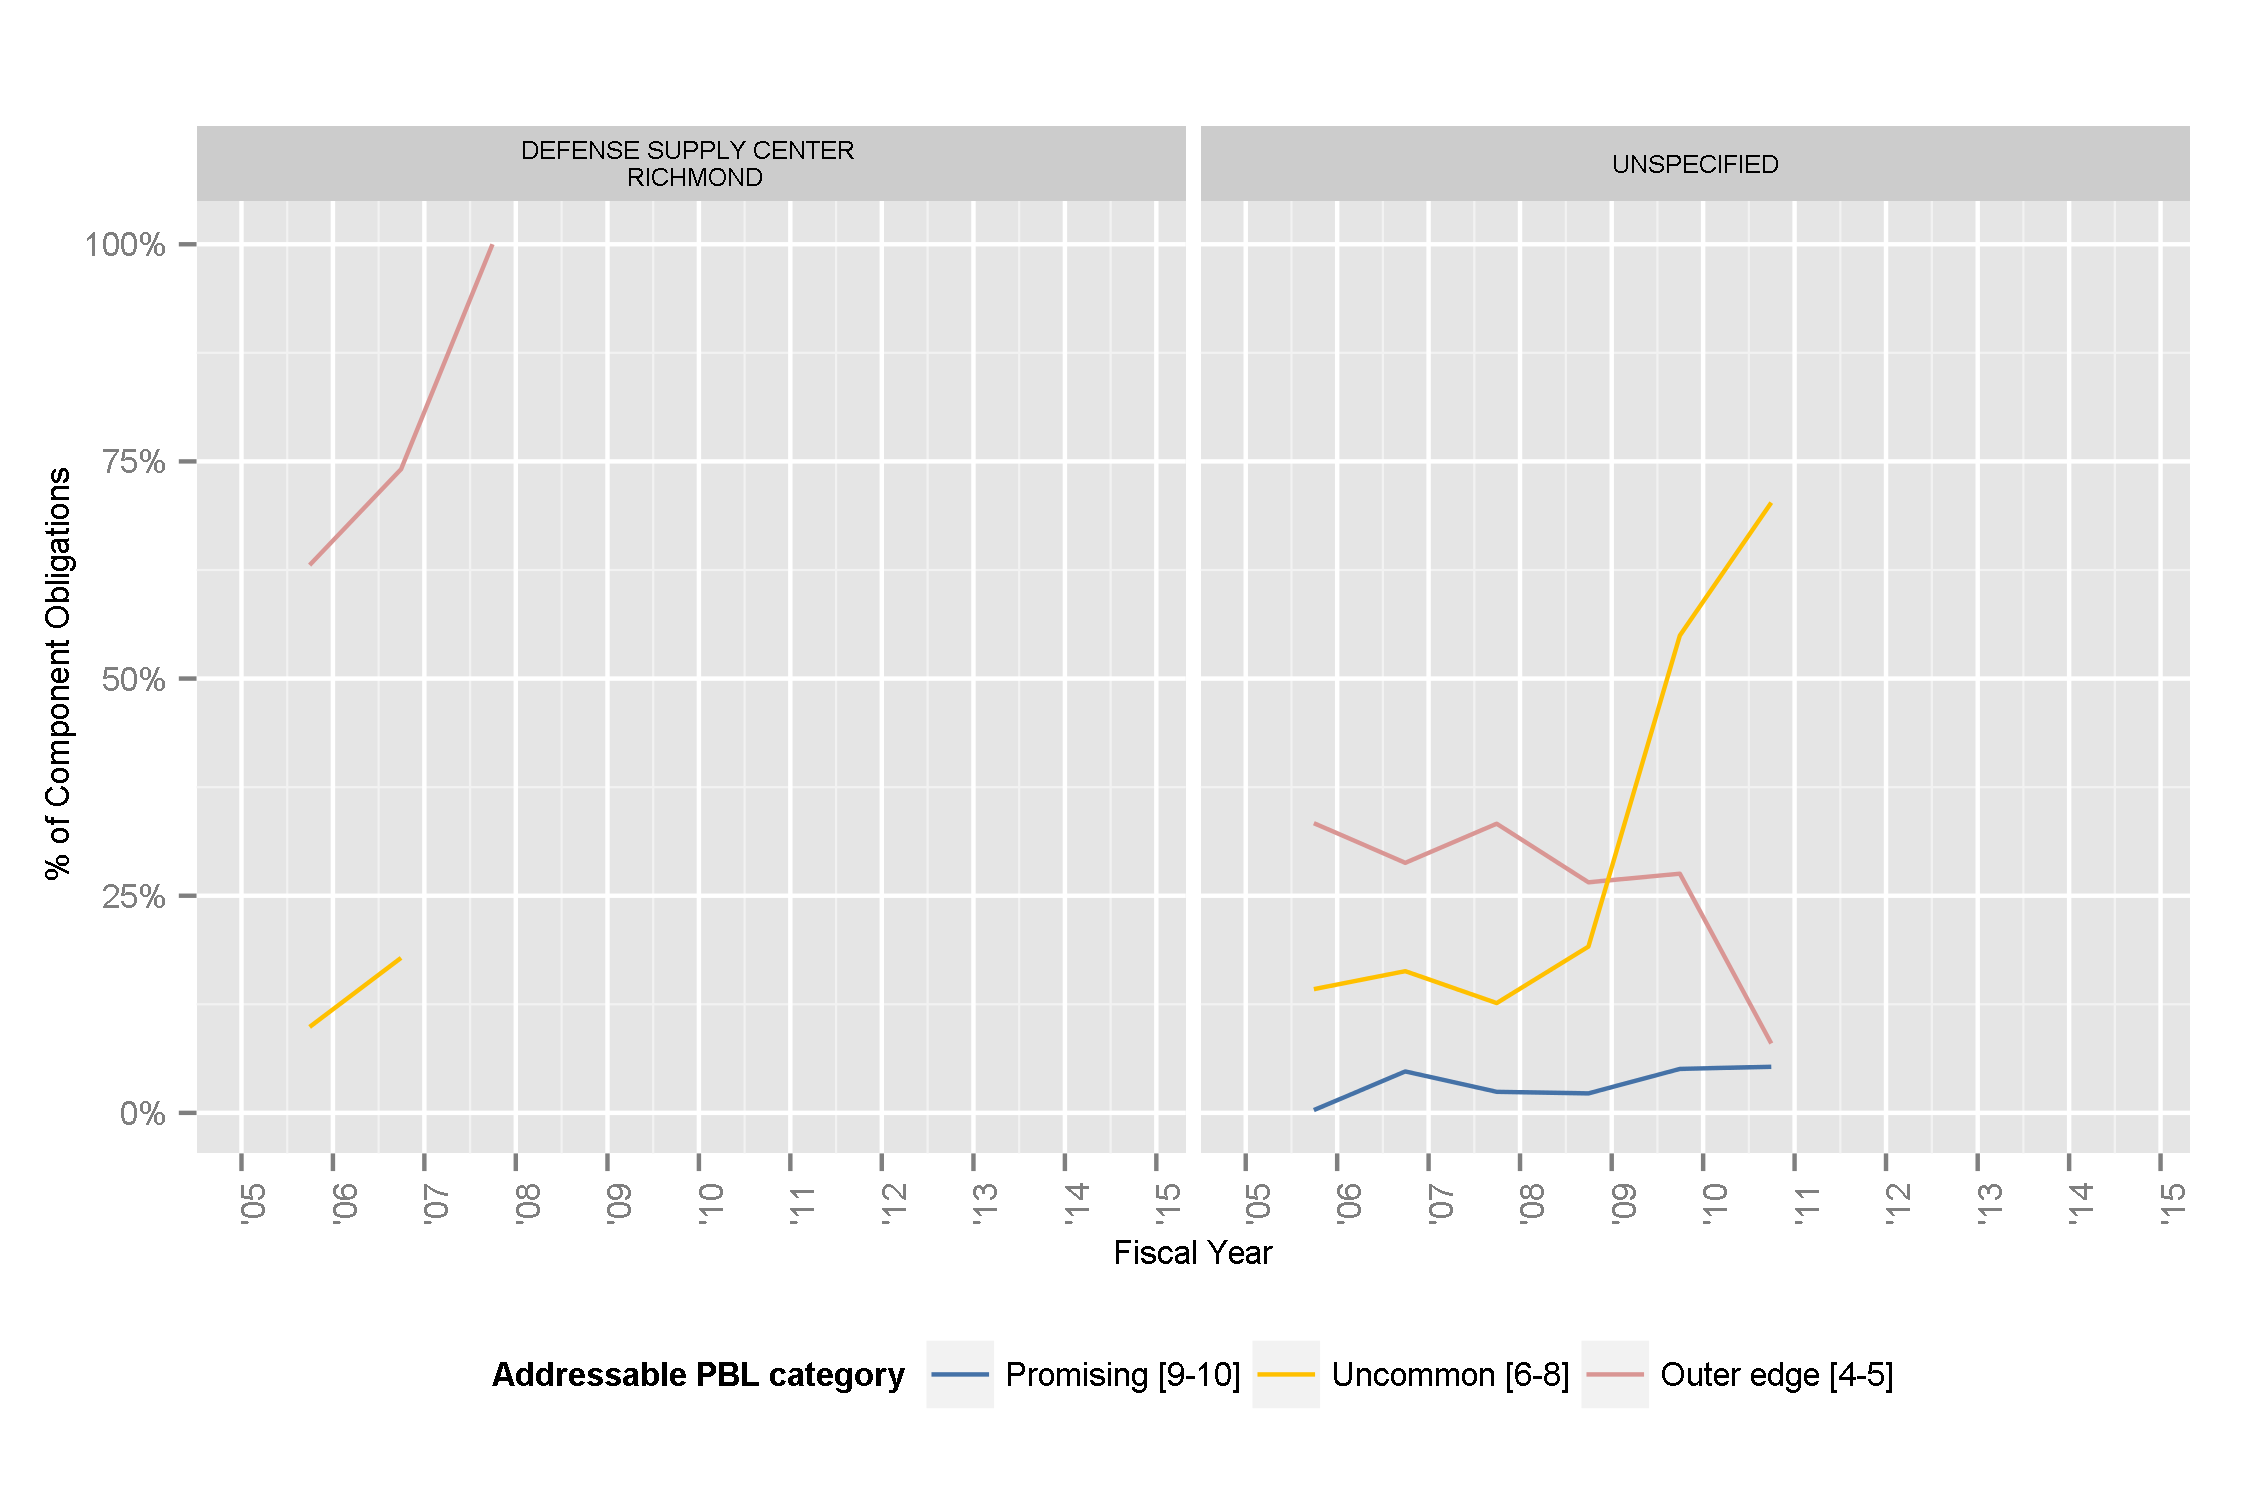 DEFENSE SUPPLY CENTER
RICHMOND
UNSPECIFIED
100%
75%
50%
25%
0%
% of Component Obligations
'05 '06 '07 '08 '09 '10 '11 '12 '13 '14 '15
'05 '06 '07 '08 '09 '10 '11 '12 '13 '14 '15
Fiscal Year
Addressable PBL category Promising [9-10] Uncommon [6-8] Outer edge [4-5]